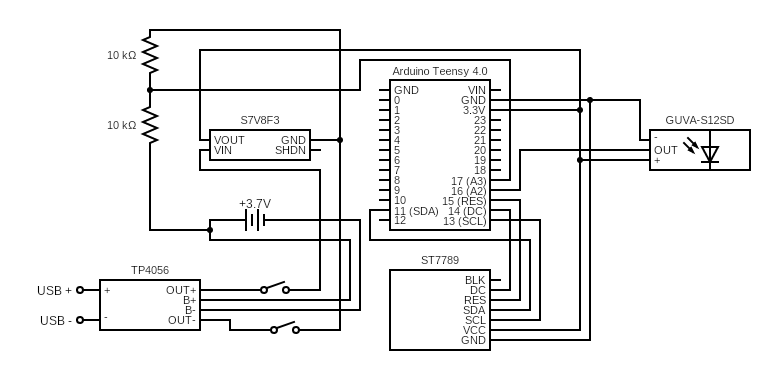 10 kΩ
10 kΩ
S7V8F3
VOUT GND
VIN SHDN
Arduino Teensy 4.0
GND VIN
0 GND
1 3.3V
2 23
3 22
4 21
5 20
6 19
7 18
8 17 (A3)
9 16 (A2)
10 15 (RES)
11 (SDA) 14 (DC)
12 13 (SCL)
GUVA-S12SD
-
OUT
+
+3.7V
TP4056
USB + + OUT+
B+
B-
USB - - OUT-
ST7789
BLK
DC
RES
SDA
SCL
VCC
GND